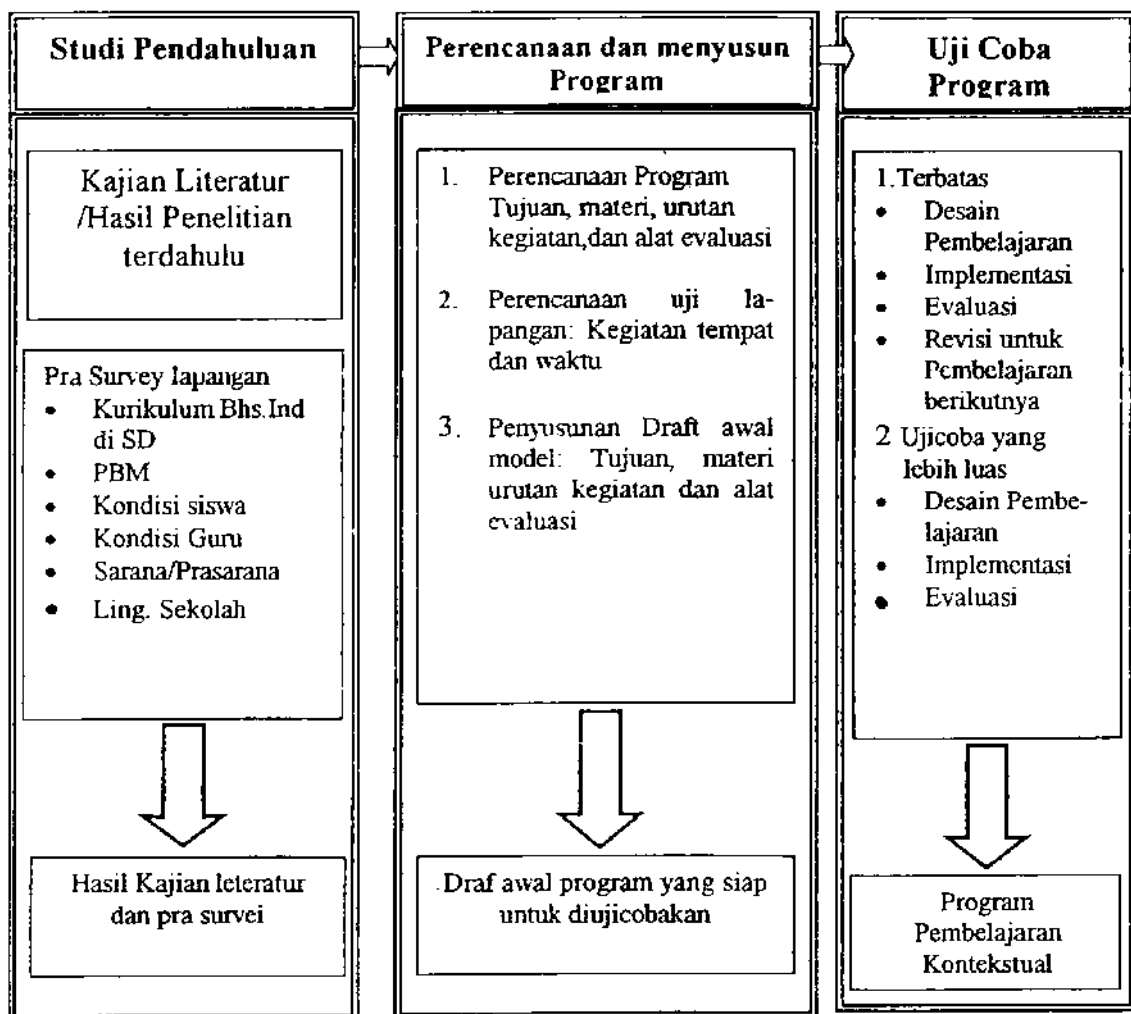 Studi Pendahuluan
Perencanaan dan menyusun
Program
Uji Coba
Program
Kajian Literatur
/Hasil Penelitian
terdahulu
Pra Survey lapangan
• Kurikulum Bhs.Ind
di SD
• PBM
• Kondisi siswa
• Kondisi Guru
• Sarana/Prasarana
• Ling. Sekolah
Hasil Kajian leteratur
dan pra survei
1. Perencanaan Program
Tujuan, materi, urutan
kegiatan,dan alat evaluasi
2. Perencanaan uji la-
pangan: Kegiatan tempat
dan waktu
3. Penyusunan Draft awal
model: Tujuan, materi
urutan kegiatan dan alat
evaluasi
Draf awal program yang siap
untuk diujicobakan
1.Terbatas
• Desain
Pembelajaran
• Implementasi
• Evaluasi
• Revisi untuk
Pembelajaran
berikutnya
2 Ujicoba yang
lebih luas
• Desain Pembe-
lajaran
• Implementasi
• Evaluasi
Program
Pembelajaran
Kontekstual